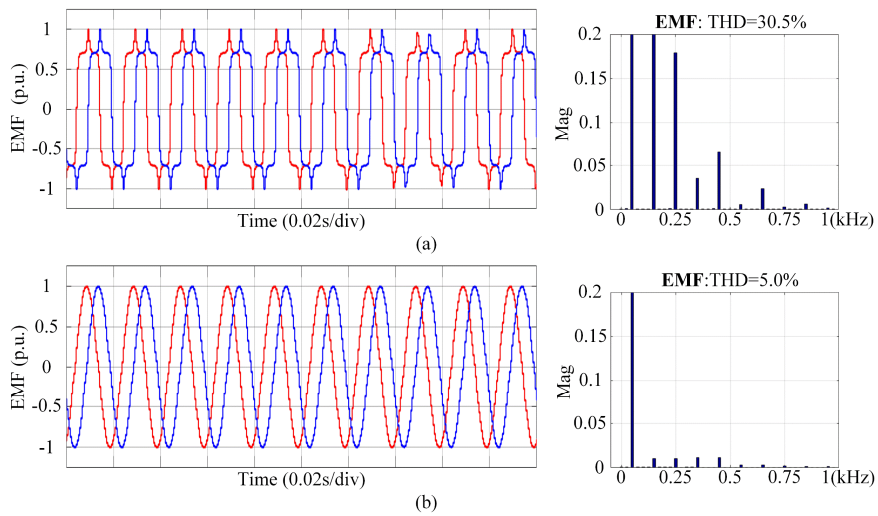 1
0.5
0
-0.5
-1
EMF (p.u.)
Time (0.02s/div)
EMF: THD=30.5%
0.2
0.15
0.1
0.05
0
Mag
0 0.25 0.5 0.75 1(kHz)
(a)
1
0.5
0
-0.5
-1
EMF (p.u.)
Time (0.02s/div)
EMF:THD=5.0%
0.2
0.15
0.1
0.05
0
Mag
0 0.25 0.5 0.75 1(kHz)
(b)